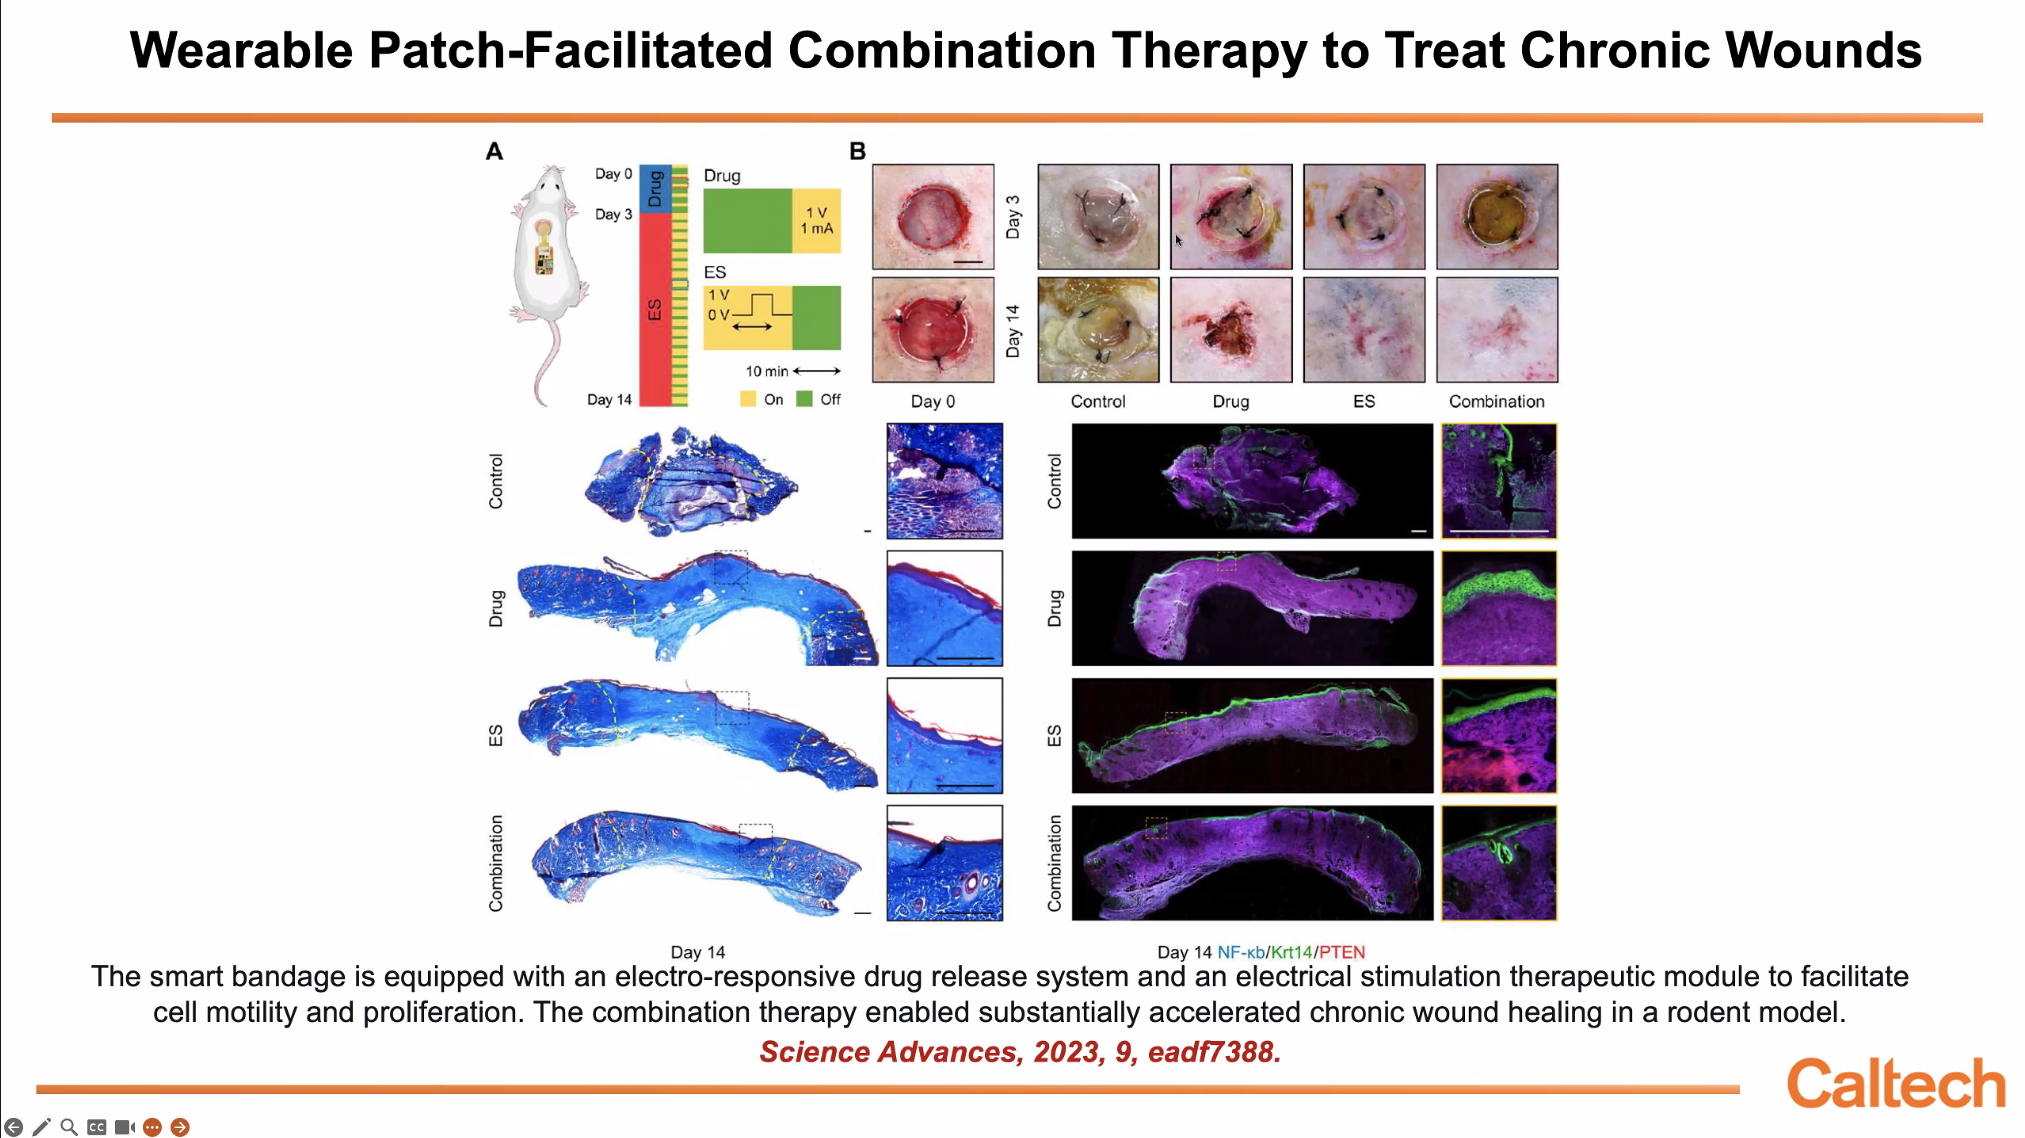 Wearable Patch-Facilitated Combination Therapy to Treat Chronic Wounds
A
Day 0
Day 3
Day 14
Drug
ES
Drug
1 V
1 mA
ES
1 V
0 V
10 min
On
Off
B
Day 3
Day 14
Day 0
Control
Drug
ES
Combination
Control
Drug
ES
Combination
Day 14
Control
Drug
ES
Combination
Day 14 NF-κb/Krt14/PTEN
The smart bandage is equipped with an electro-responsive drug release system and an electrical stimulation therapeutic module to facilitate
cell motility and proliferation. The combination therapy enabled substantially accelerated chronic wound healing in a rodent model.
Science Advances, 2023, 9, eadf7388.
Caltech
CC